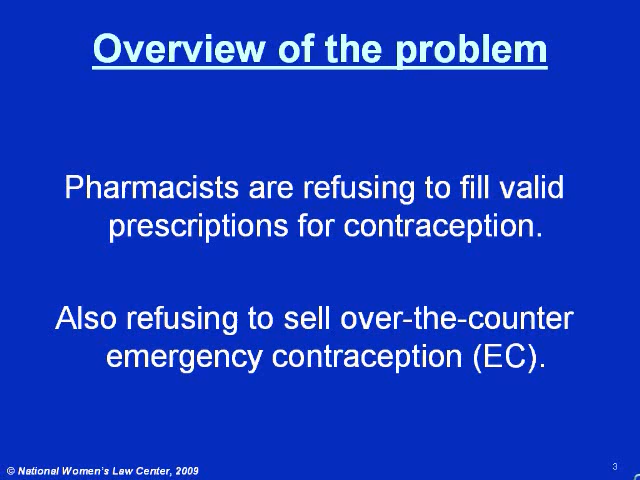 Overview of the problem
Pharmacists are refusing to fill valid
prescriptions for contraception.
Also refusing to sell over-the-counter
emergency contraception (EC).
© National Women's Law Center, 2009
3